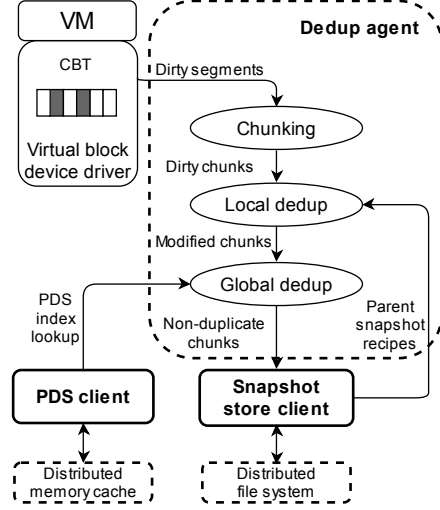 VM
Dedup agent
CBT
Dirty segments
Virtual block
device driver
Chunking
Dirty chunks
Local dedup
Modified chunks
Global dedup
PDS
index
lookup
Non-duplicate
chunks
Parent
snapshot
recipes
PDS client
Snapshot
store client
Distributed
memory cache
Distributed
file system